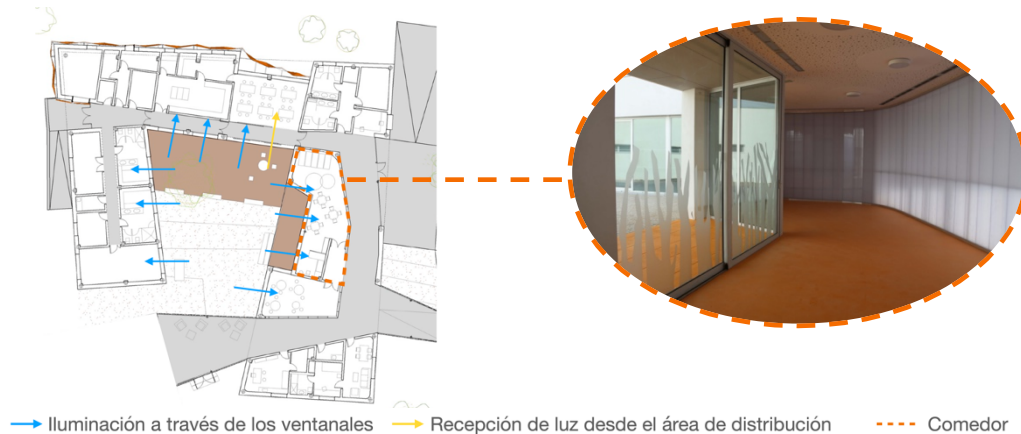 Iluminación a través de los ventanales
Recepción de luz desde el área de distribución
Comedor